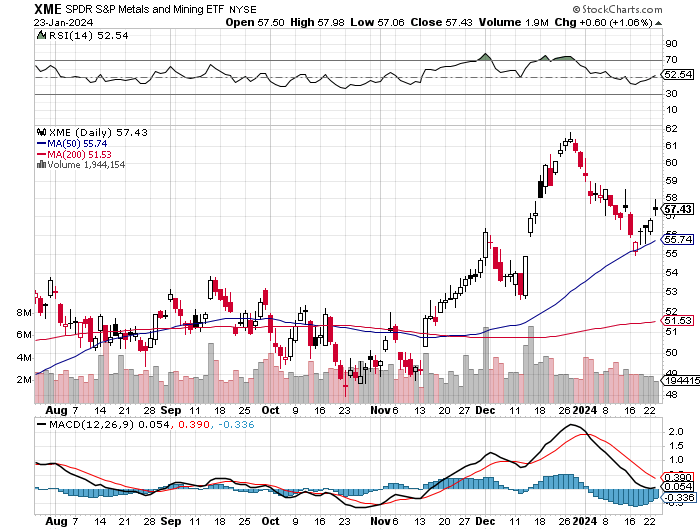 XME SPDR S&P Metals and Mining ETF NYSE © StockCharts.com
23-Jan-2024 Open 57.50 High 57.98 Low 57.06 Close 57.43 Volume 1.9M Chg +0.60 (+1.06%)
RSI(14) 52.54
90
70
52.54
30
10
XME (Daily) 57.43
MA(50) 55.74
MA(200) 51.53
Volume 1,944,154
62
61
60
59
58
57.43
57
56
55.74
55
54
53
52
51.53
51
50
49
48
8M
6M
4M
2M
194415
Aug 7 14 21 28 Sep 11 18 25 Oct 9 16 23 Nov 6 13 20 27 Dec 11 18 26 2024 8 16 22
MACD(12,26,9) 0.054, 0.390, -0.336
2.0
1.5
1.0
0.390
0.054
-0.336
Aug 7 14 21 28 Sep 11 18 25 Oct 9 16 23 Nov 6 13 20 27 Dec 11 18 26 2024 8 16 22